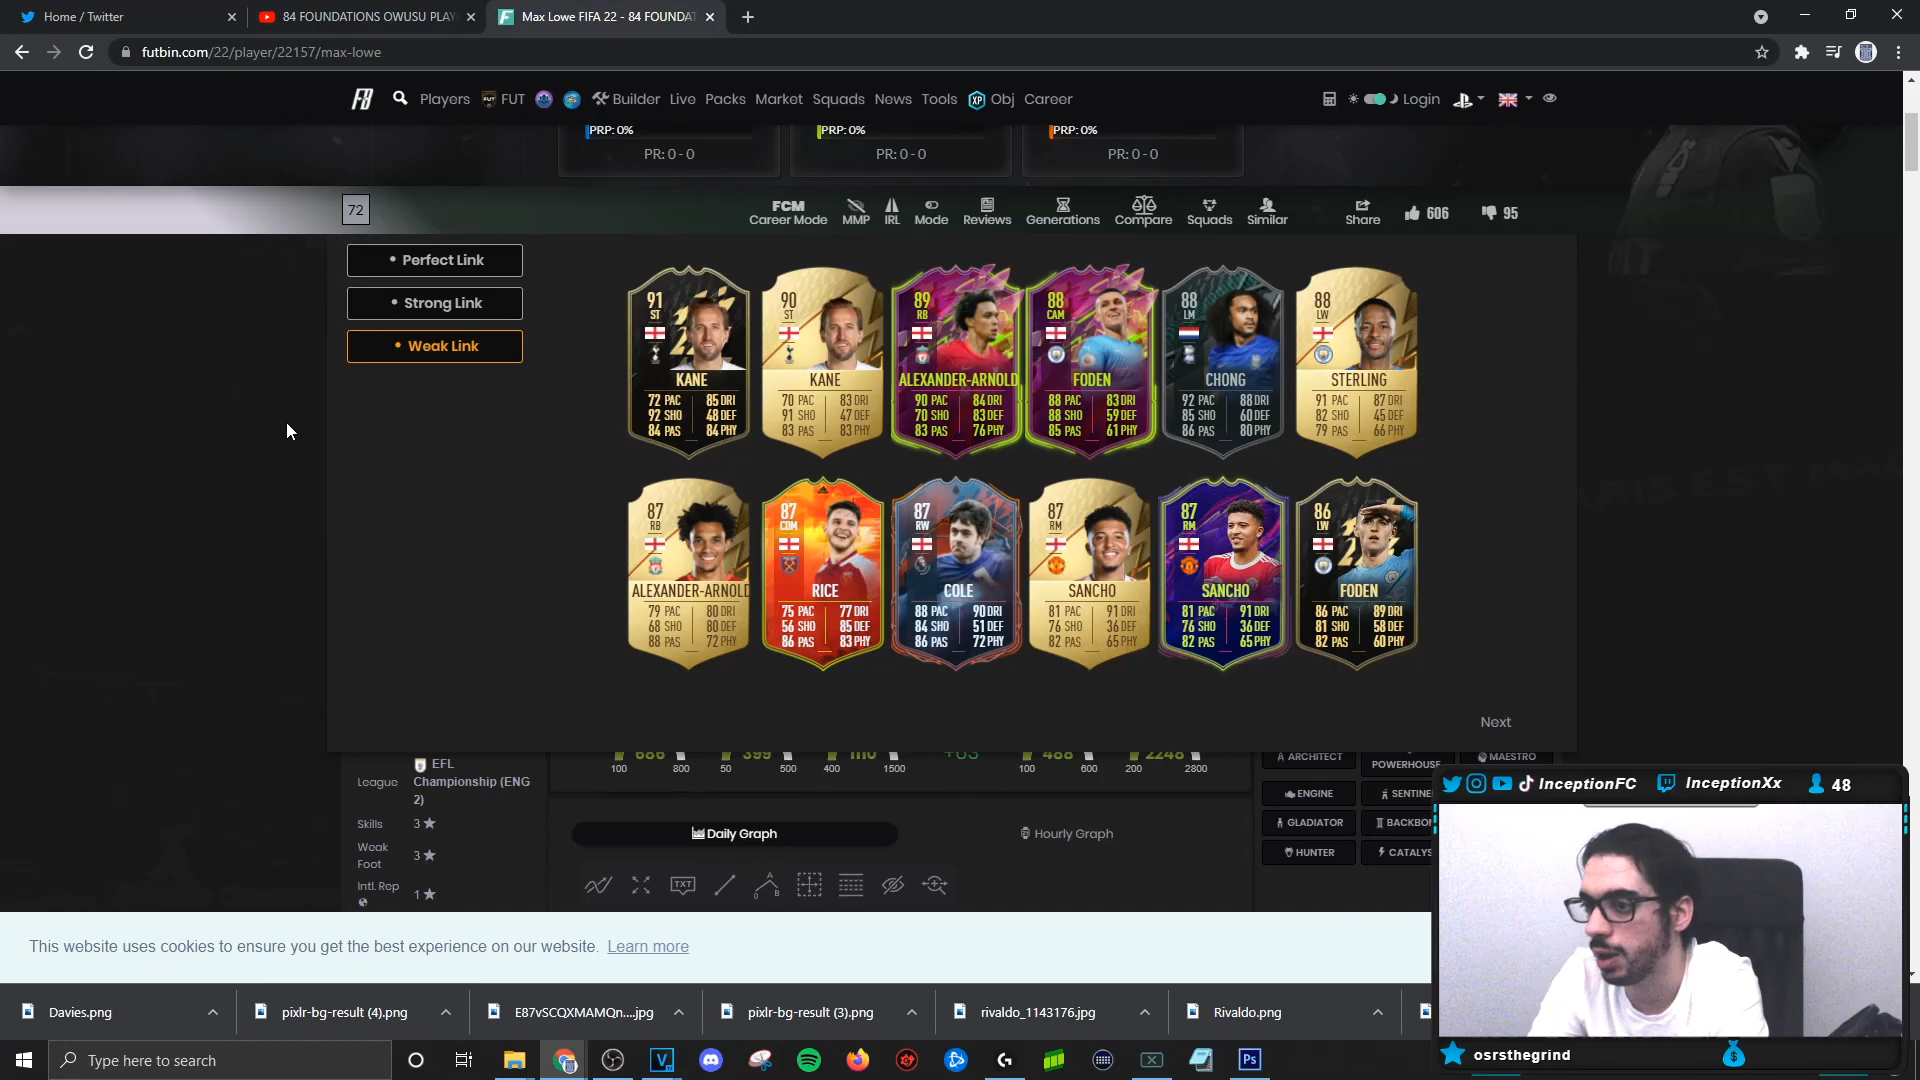 Home / Twitter
84 FOUNDATIONS OWUSU PLAY
Max Lowe FIFA 22 - 84 FOUNDAT
futbin.com/22/player/22157/max-lowe
Players FUT Builder Live Packs Market Squads News Tools XP Obj Career Login
PRP: 0% PRP: 0% PRP: 0%
PR: 0 - 0 PR: 0 - 0 PR: 0 - 0
72
FCM Career Mode MMP IRL Mode Reviews Generations Compare Squads Similar Share 606 95
• Perfect Link
• Strong Link
• Weak Link
91 ST KANE
72 PAC 85 DRI
92 SHO 48 DEF
84 PAS 84 PHY
90 ST KANE
70 PAC 83 DRI
91 SHO 47 DEF
83 PAS 83 PHY
89 RB ALEXANDER-ARNOLD
90 PAC 84 DRI
70 SHO 83 DEF
83 PAS 76 PHY
88 CAM FODEN
88 PAC 83 DRI
88 SHO 59 DEF
85 PAS 61 PHY
88 LM CHONG
92 PAC 88 DRI
85 SHO 60 DEF
86 PAS 80 PHY
88 LW STERLING
91 PAC 87 DRI
82 SHO 45 DEF
79 PAS 66 PHY
87 RB ALEXANDER-ARNOLD
79 PAC 80 DRI
68 SHO 80 DEF
88 PAS 72 PHY
87 CDM RICE
75 PAC 77 DRI
56 SHO 85 DEF
86 PAS 83 PHY
87 RW COLE
88 PAC 90 DRI
84 SHO 51 DEF
86 PAS 72 PHY
87 RM SANCHO
81 PAC 91 DRI
76 SHO 36 DEF
82 PAS 65 PHY
87 RM SANCHO
81 PAC 91 DRI
76 SHO 36 DEF
82 PAS 65 PHY
86 LW FODEN
86 PAC 89 DRI
81 SHO 58 DEF
82 PAS 60 PHY
Next
686 399 +63 488 2248
100 800 50 500 400 1500 100 600 200 2800
League EFL Championship (ENG 2)
Skills 3
Weak Foot 3
Intl. Rep 1
Daily Graph Hourly Graph
TXT
ARCHITECT POWERHOUSE MAESTRO
ENGINE SENTINE
GLADIATOR BACKBO
HUNTER CATALYS
InceptionFC InceptionXx 48
This website uses cookies to ensure you get the best experience on our website. Learn more
Davies.png
pixlr-bg-result (4).png
E87vSCQXMAMQn....jpg
pixlr-bg-result (3).png
rivaldo_1143176.jpg
Rivaldo.png
osrsthegrind
Type here to search
Ps